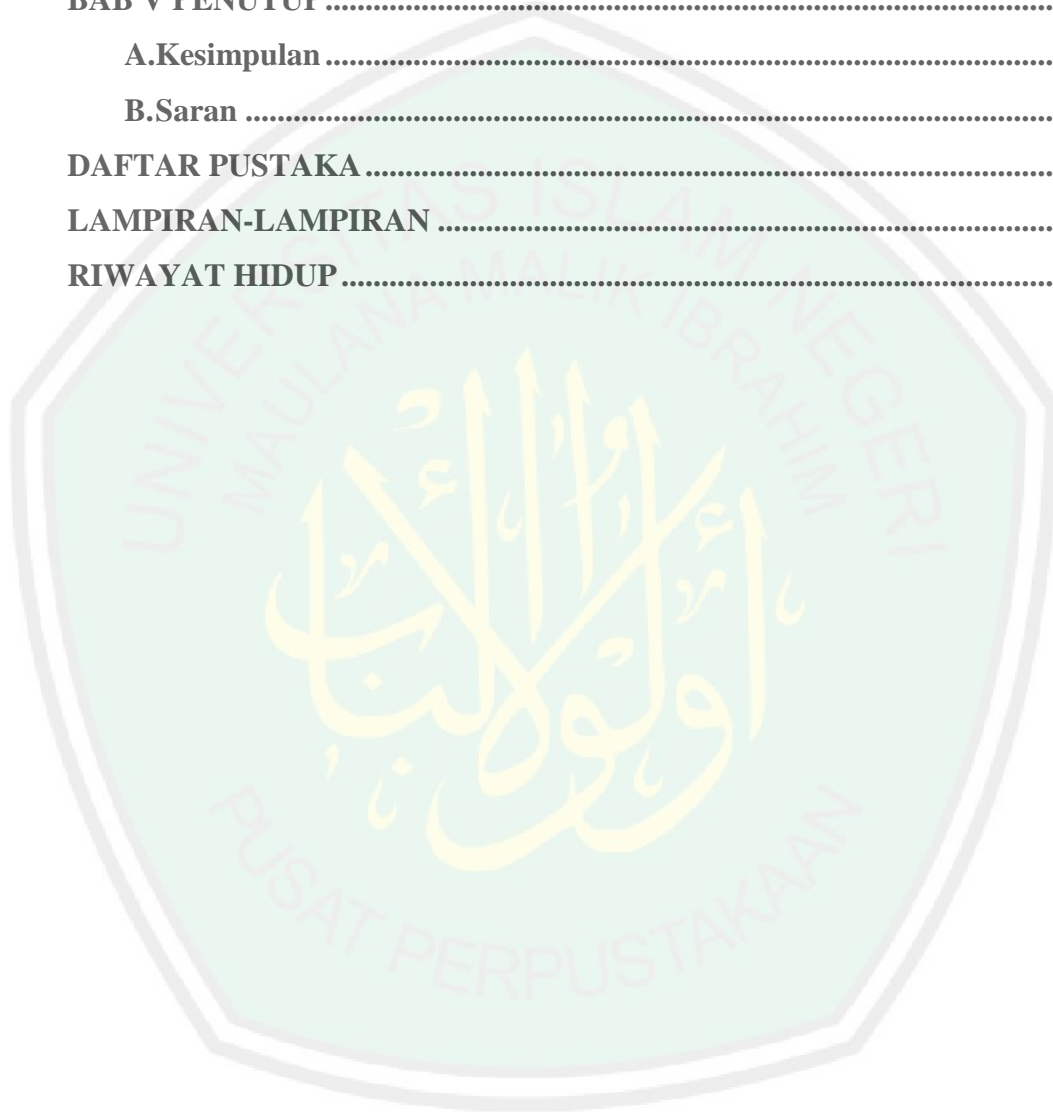 BAB V PENUTUP
A.Kesimpulan
B.Saran
DAFTAR PUSTAKA
LAMPIRAN-LAMPIRAN
RIWAYAT HIDUP
UNIVERSITAS ISLAM NEGERI
MAULANA MALIK IBRAHIM
أولوا الألباب
PUSAT PERPUSTAKAAN